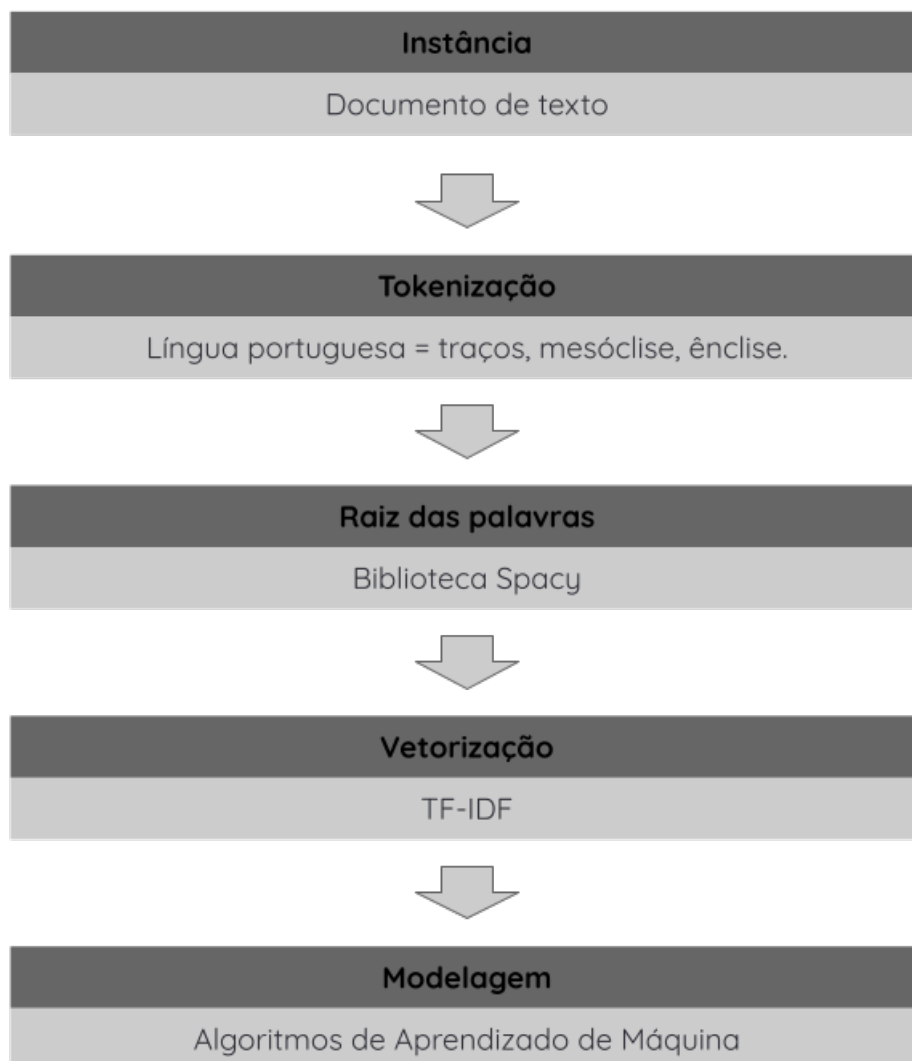 Instância
Documento de texto
Tokenização
Língua portuguesa = traços, mesóclise, ênclise.
Raiz das palavras
Biblioteca Spacy
Vetorização
TF-IDF
Modelagem
Algoritmos de Aprendizado de Máquina